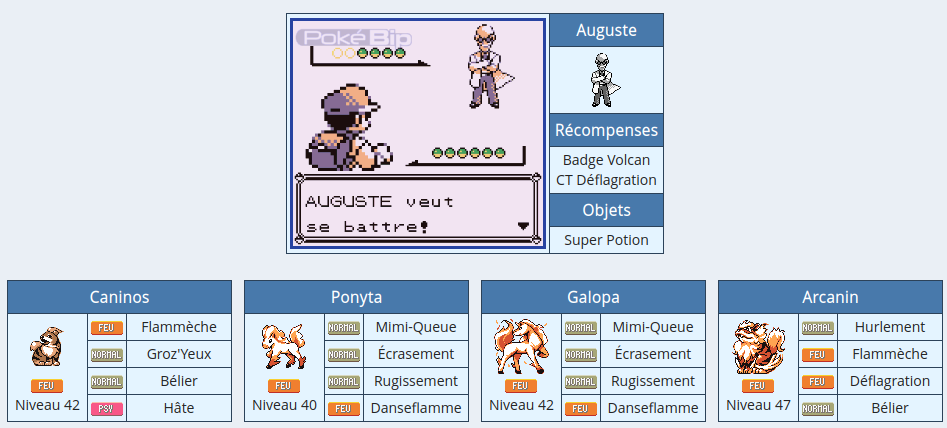 Poké Bip
Auguste
AUGUSTE veut
se battre!
Récompenses
Badge Volcan
CT Déflagration
Objets
Super Potion
Caninos
FEU Flammèche
NORMAL Groz'Yeux
NORMAL Bélier
PSY Hâte
FEU
Niveau 42
Ponyta
NORMAL Mimi-Queue
NORMAL Écrasement
NORMAL Rugissement
FEU Danseflamme
FEU
Niveau 40
Galopa
NORMAL Mimi-Queue
NORMAL Écrasement
NORMAL Rugissement
FEU Danseflamme
FEU
Niveau 42
Arcanin
NORMAL Hurlement
FEU Flammèche
FEU Déflagration
NORMAL Bélier
FEU
Niveau 47